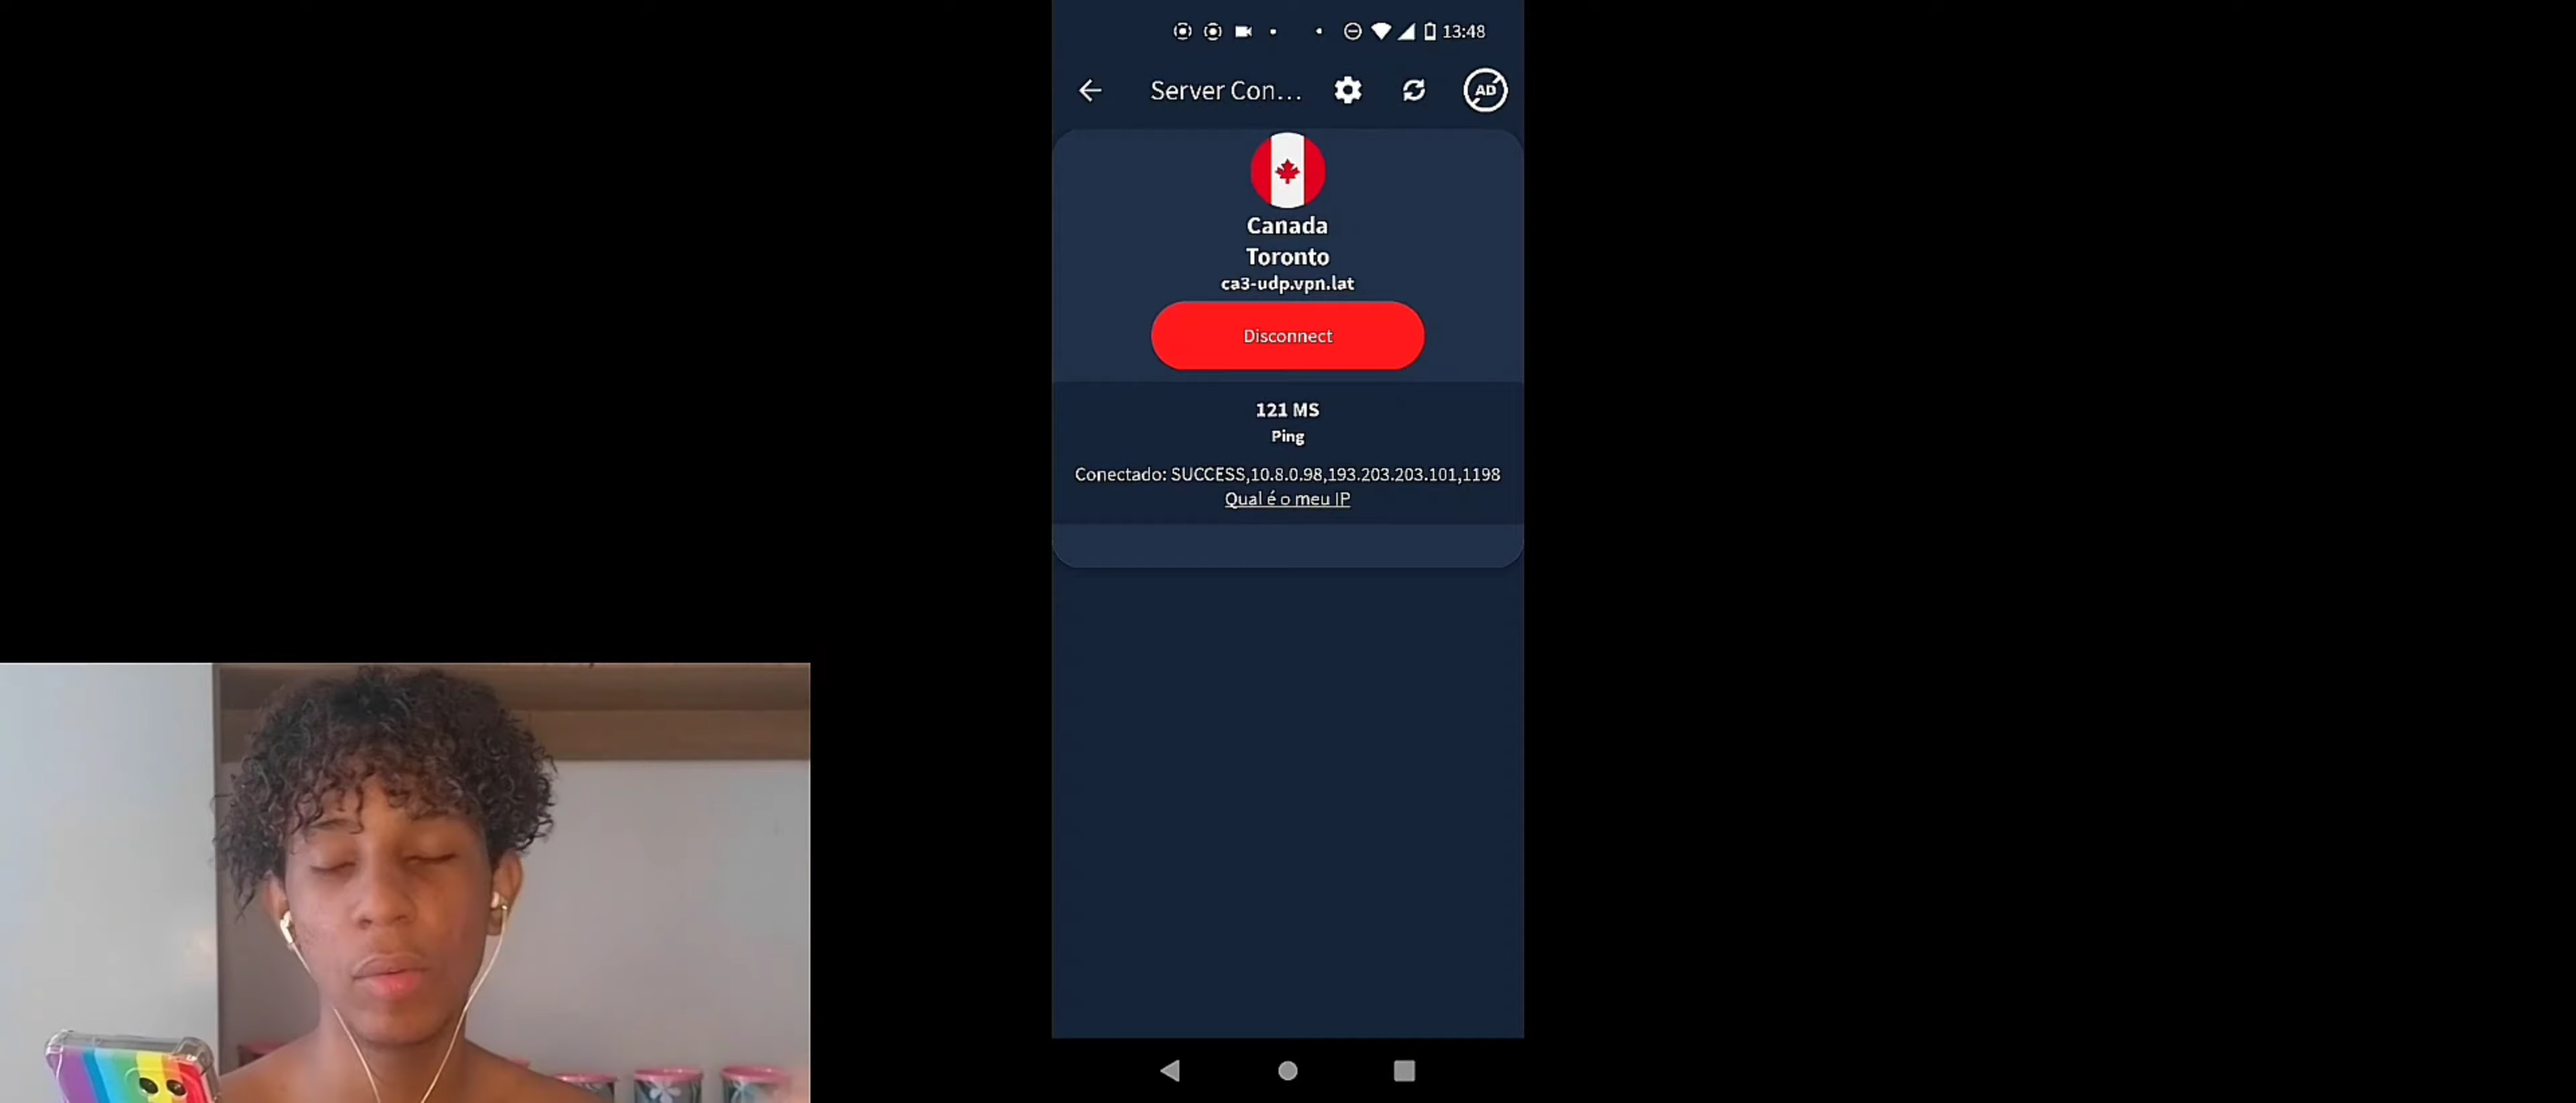 13:48
Server Con...
AD
Canada
Toronto
ca3-udp.vpn.lat
Disconnect
121 MS
Ping
Conectado: SUCCESS,10.8.0.98,193.203.203.101,1198
Qual é o meu IP